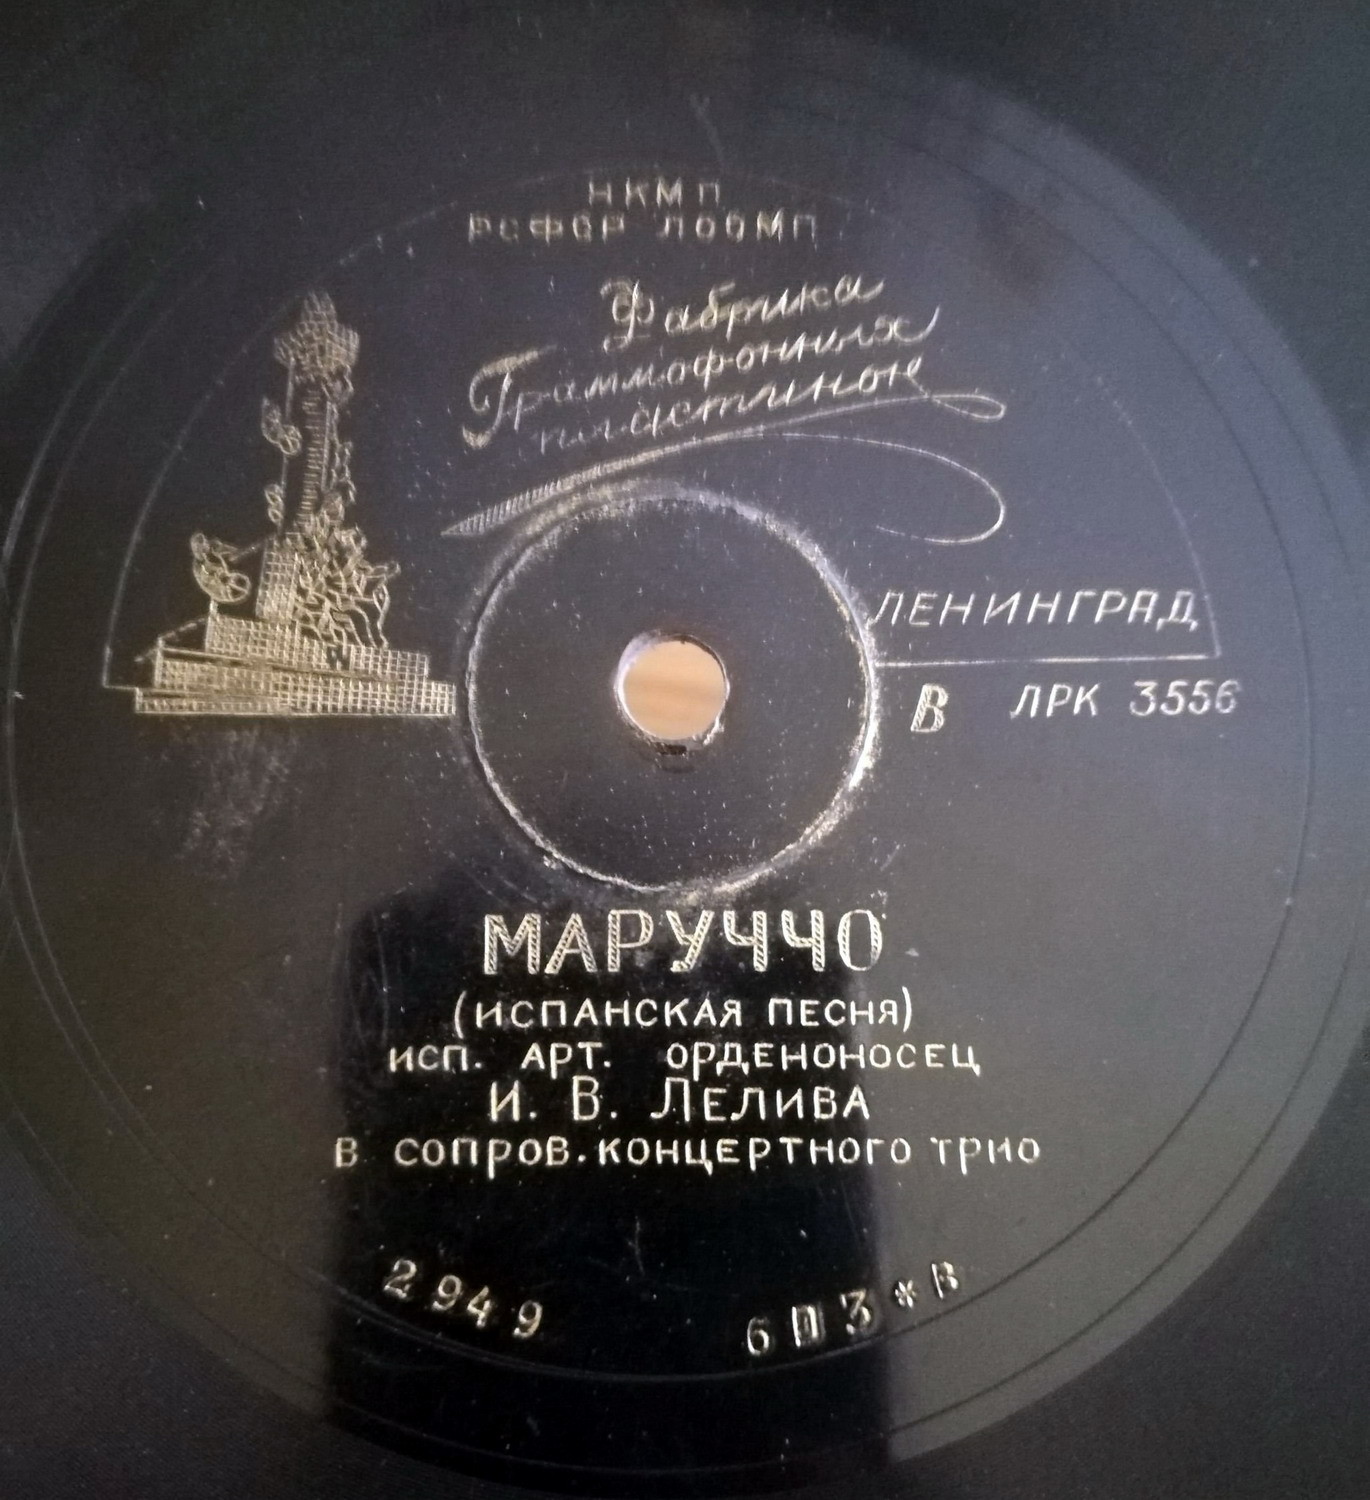 НКМП
РСФСР ЛООМП
Фабрика
Граммофонных
пластинок
ЛЕНИНГРАД
В ЛРК 3556
МАРУЧЧО
(ИСПАНСКАЯ ПЕСНЯ)
ИСП. АРТ. ОРДЕНОНОСЕЦ
И. В. ЛЕЛИВА
В СОПРОВ. КОНЦЕРТНОГО ТРИО
2949